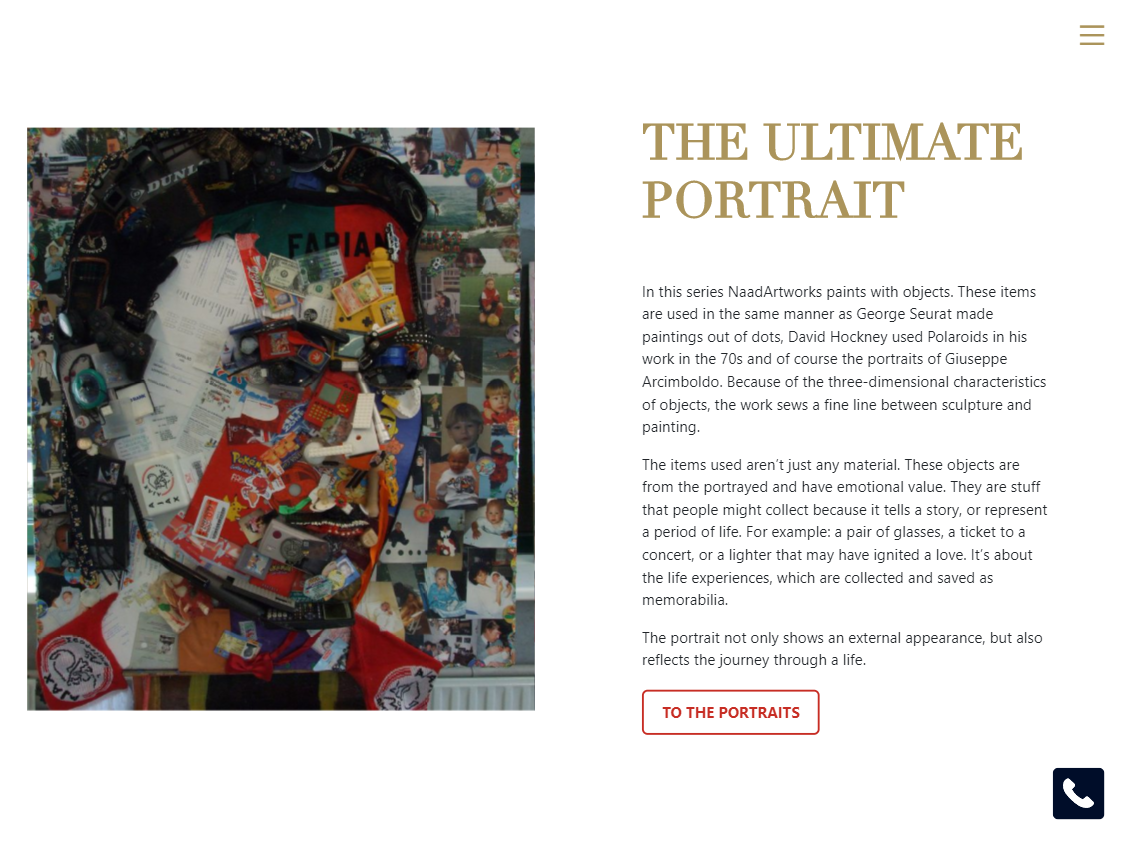 THE ULTIMATE
PORTRAIT
In this series NaadArtworks paints with objects. These items
are used in the same manner as George Seurat made
paintings out of dots, David Hockney used Polaroids in his
work in the 70s and of course the portraits of Giuseppe
Arcimboldo. Because of the three-dimensional characteristics
of objects, the work sews a fine line between sculpture and
painting.
The items used aren’t just any material. These objects are
from the portrayed and have emotional value. They are stuff
that people might collect because it tells a story, or represent
a period of life. For example: a pair of glasses, a ticket to a
concert, or a lighter that may have ignited a love. It’s about
the life experiences, which are collected and saved as
memorabilia.
The portrait not only shows an external appearance, but also
reflects the journey through a life.
TO THE PORTRAITS
DUNL
FABIAN
POKéMON
AJAX
AJAX